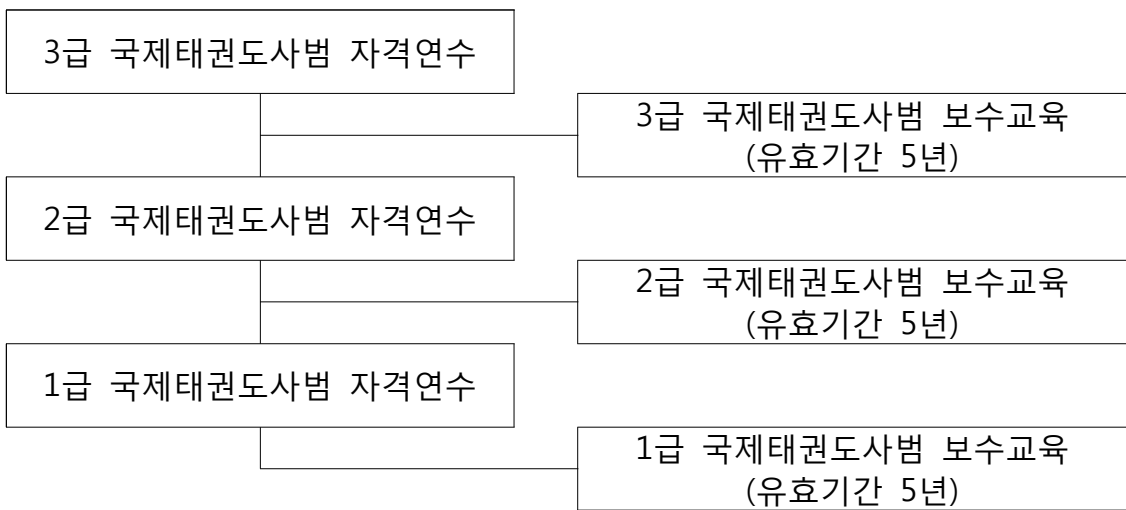 3급 국제태권도사범 자격연수
3급 국제태권도사범 보수교육
(유효기간 5년)
2급 국제태권도사범 자격연수
2급 국제태권도사범 보수교육
(유효기간 5년)
1급 국제태권도사범 자격연수
1급 국제태권도사범 보수교육
(유효기간 5년)